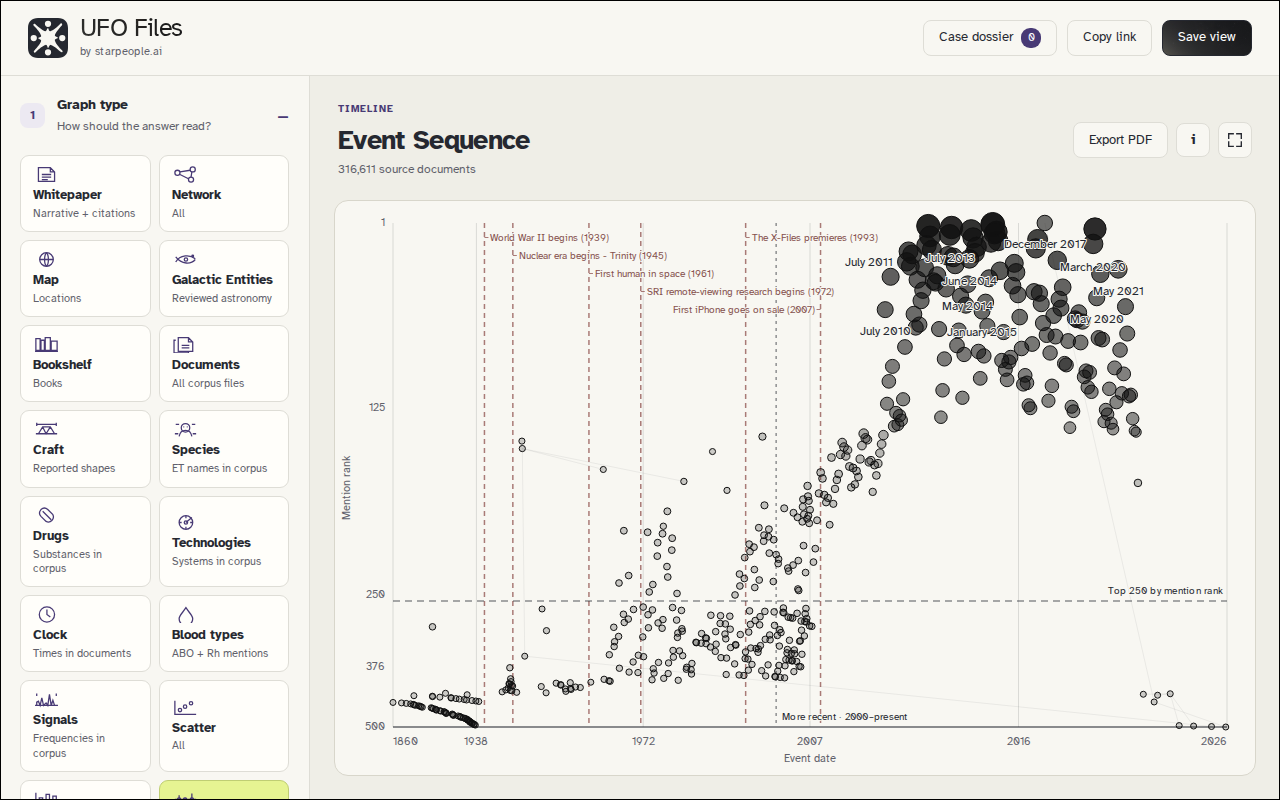 UFO Files
by starpeople.ai
Case dossier 0
Copy link
Save view
1
Graph type
How should the answer read?
Whitepaper
Narrative + citations
Network
All
Map
Locations
Galactic Entities
Reviewed astronomy
Bookshelf
Books
Documents
All corpus files
Craft
Reported shapes
Species
ET names in corpus
Drugs
Substances in
corpus
Technologies
Systems in corpus
Clock
Times in documents
Blood types
ABO + Rh mentions
Signals
Frequencies in
corpus
Scatter
All
TIMELINE
Event Sequence
316,611 source documents
Export PDF
i
1
125
250
376
500
Mention rank
World War II begins (1939)
Nuclear era begins - Trinity (1945)
First human in space (1961)
SRI remote-viewing research begins (1972)
The X-Files premieres (1993)
First iPhone goes on sale (2007)
July 2011
July 2013
December 2017
March 2020
June 2014
May 2021
May 2014
May 2020
July 2010
January 2015
Top 250 by mention rank
More recent · 2000-present
1860
1938
1972
2007
2016
2026
Event date